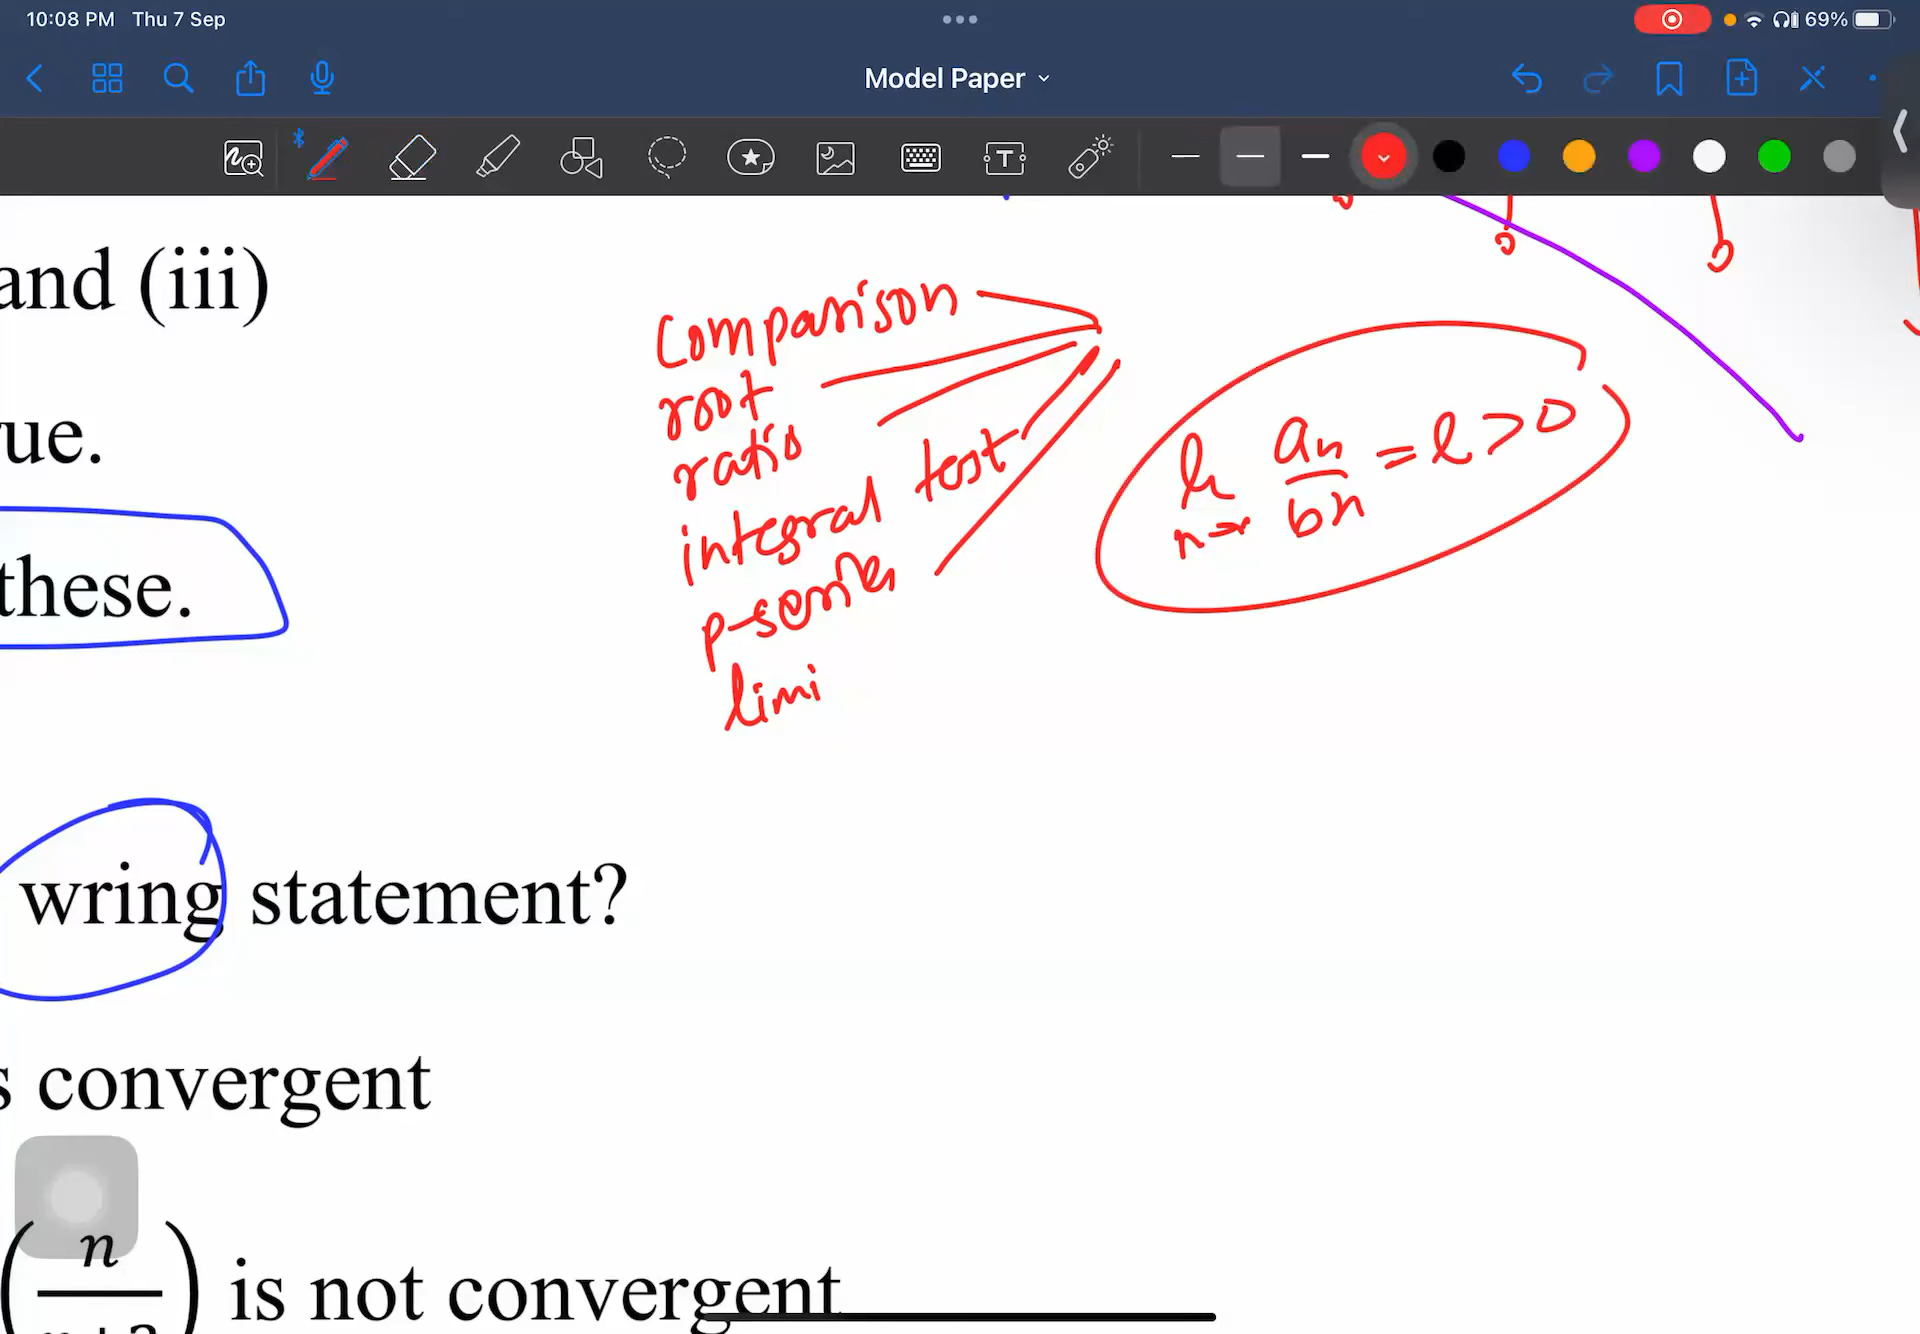 10:08 PM Thu 7 Sep
69%
Model Paper
T
and (iii)
ue.
these.
Comparison
root
ratio
integral test
p-series
limi
an
bn
= l > 0
n→
wring statement?
s convergent
n
is not convergent